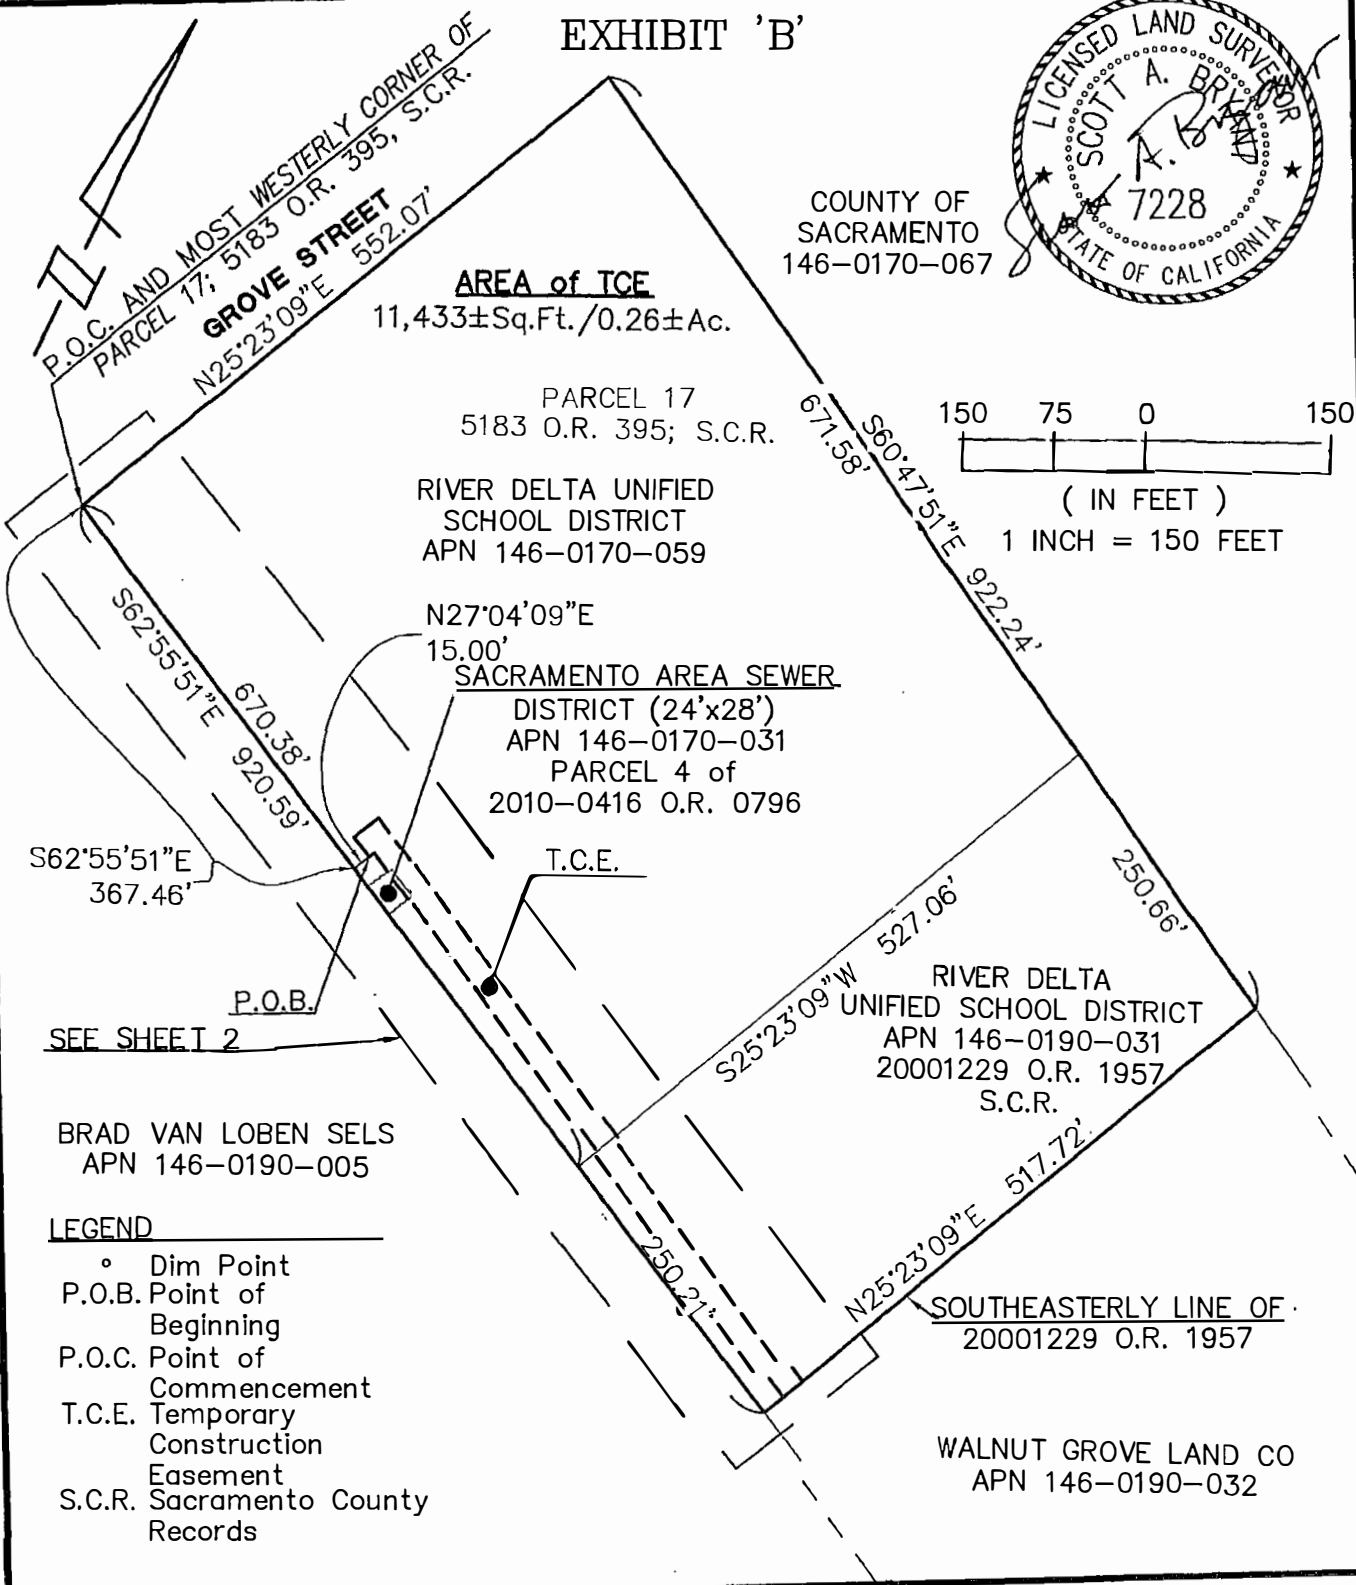 EXHIBIT 'B'
LICENSED LAND SURVEYOR
SCOTT A. BRYANT
7228
STATE OF CALIFORNIA
P.O.C. AND MOST WESTERLY CORNER OF
PARCEL 17; 5183 O.R. 395, S.C.R.
GROVE STREET
N25°23'09"E 552.07'
COUNTY OF
SACRAMENTO
146-0170-067
AREA of TCE
11,433±Sq.Ft./0.26±Ac.
PARCEL 17
5183 O.R. 395; S.C.R.
RIVER DELTA UNIFIED
SCHOOL DISTRICT
APN 146-0170-059
671.58'
S60°47'51"E 922.24'
150 75 0 150
( IN FEET )
1 INCH = 150 FEET
N27°04'09"E
15.00'
SACRAMENTO AREA SEWER
DISTRICT (24'x28')
APN 146-0170-031
PARCEL 4 of
2010-0416 O.R. 0796
670.38'
S62°55'51"E 920.59'
S62°55'51"E
367.46'
T.C.E.
P.O.B.
SEE SHEET 2
250.66'
S25°23'09"W 527.06'
RIVER DELTA
UNIFIED SCHOOL DISTRICT
APN 146-0190-031
20001229 O.R. 1957
S.C.R.
BRAD VAN LOBEN SELS
APN 146-0190-005
250.21'
N25°23'09"E 517.72'
SOUTHEASTERLY LINE OF
20001229 O.R. 1957
WALNUT GROVE LAND CO
APN 146-0190-032
LEGEND
° Dim Point
P.O.B. Point of
Beginning
P.O.C. Point of
Commencement
T.C.E. Temporary
Construction
Easement
S.C.R. Sacramento County
Records